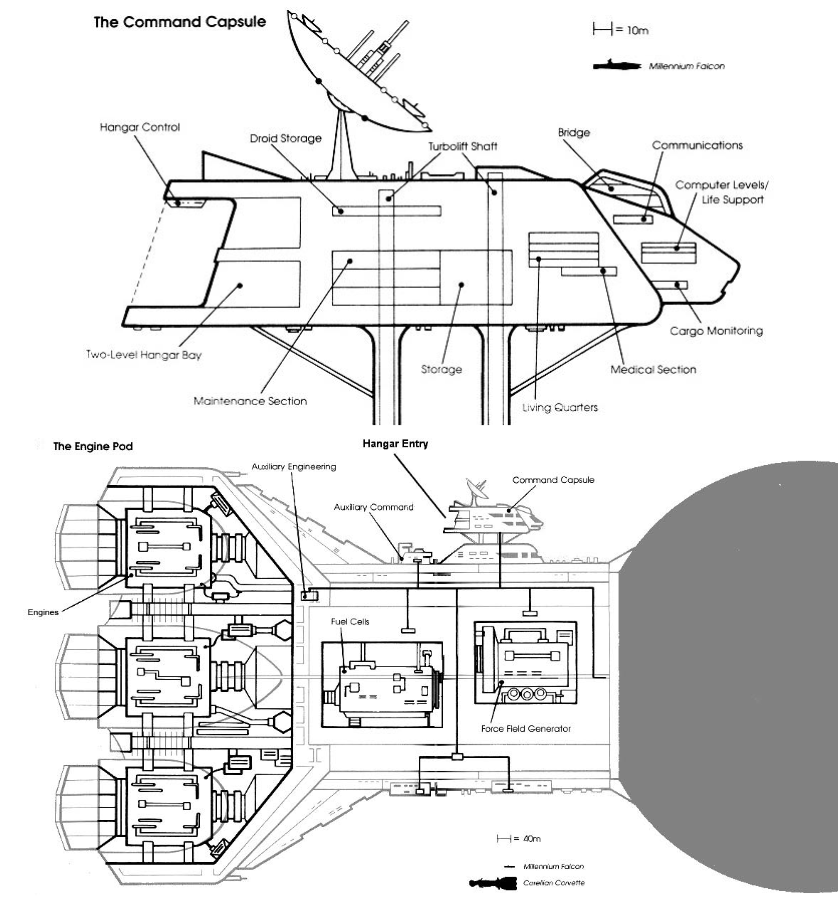 The Command Capsule
= 10m
Millennium Falcon
Hangar Control
Droid Storage
Turbolift Shaft
Bridge
Communications
Computer Levels/
Life Support
Two-Level Hangar Bay
Maintenance Section
Storage
Living Quarters
Medical Section
Cargo Monitoring
The Engine Pod
Hangar Entry
Auxiliary Engineering
Auxiliary Command
Command Capsule
Engines
Fuel Cells
Force Field Generator
= 40m
Millennium Falcon
Corellian Corvette